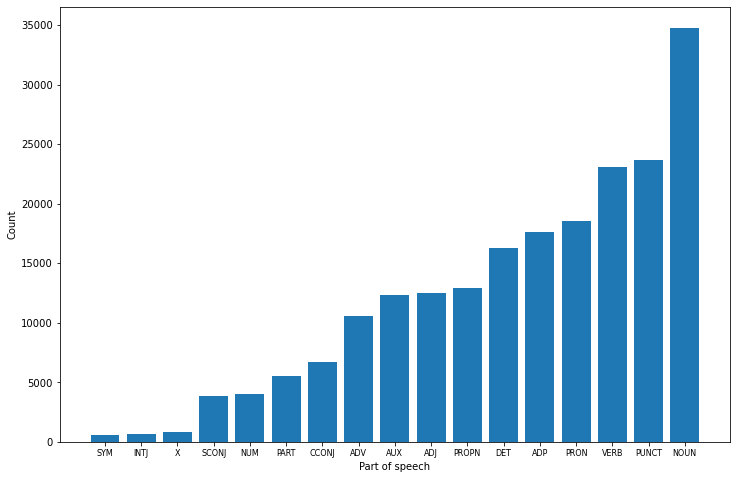 35000
30000
25000
20000
15000
10000
5000
0
Count
SYM INTJ X SCONJ NUM PART CCONJ ADV AUX ADJ PROPN DET ADP PRON VERB PUNCT NOUN
Part of speech